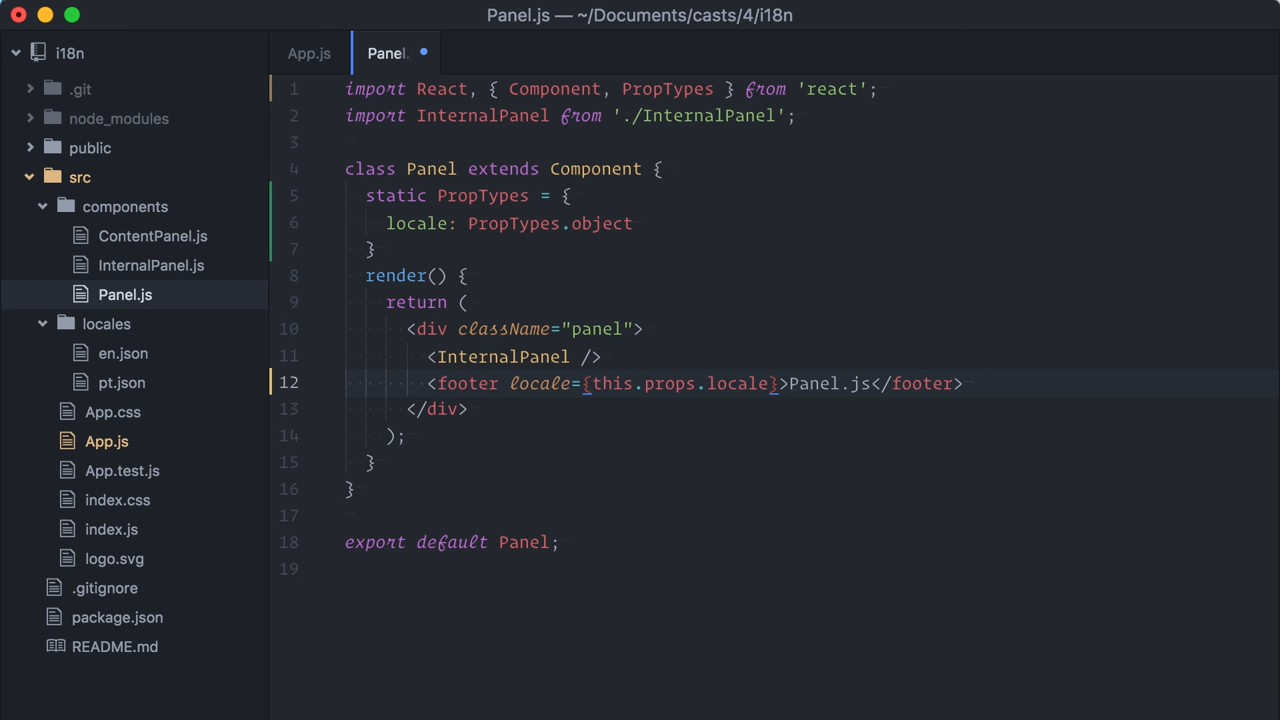 Panel.js — ~/Documents/casts/4/i18n
i18n
.git
node_modules
public
src
components
ContentPanel.js
InternalPanel.js
Panel.js
locales
en.json
pt.json
App.css
App.js
App.test.js
index.css
index.js
logo.svg
.gitignore
package.json
README.md
App.js
Panel.
1 import React, { Component, PropTypes } from 'react';
2 import InternalPanel from './InternalPanel';
3
4 class Panel extends Component {
5   static PropTypes = {
6     locale: PropTypes.object
7   }
8   render() {
9     return (
10       <div className="panel">
11         <InternalPanel />
12         <footer locale={this.props.locale}>Panel.js</footer>
13       </div>
14     );
15   }
16 }
17
18 export default Panel;
19